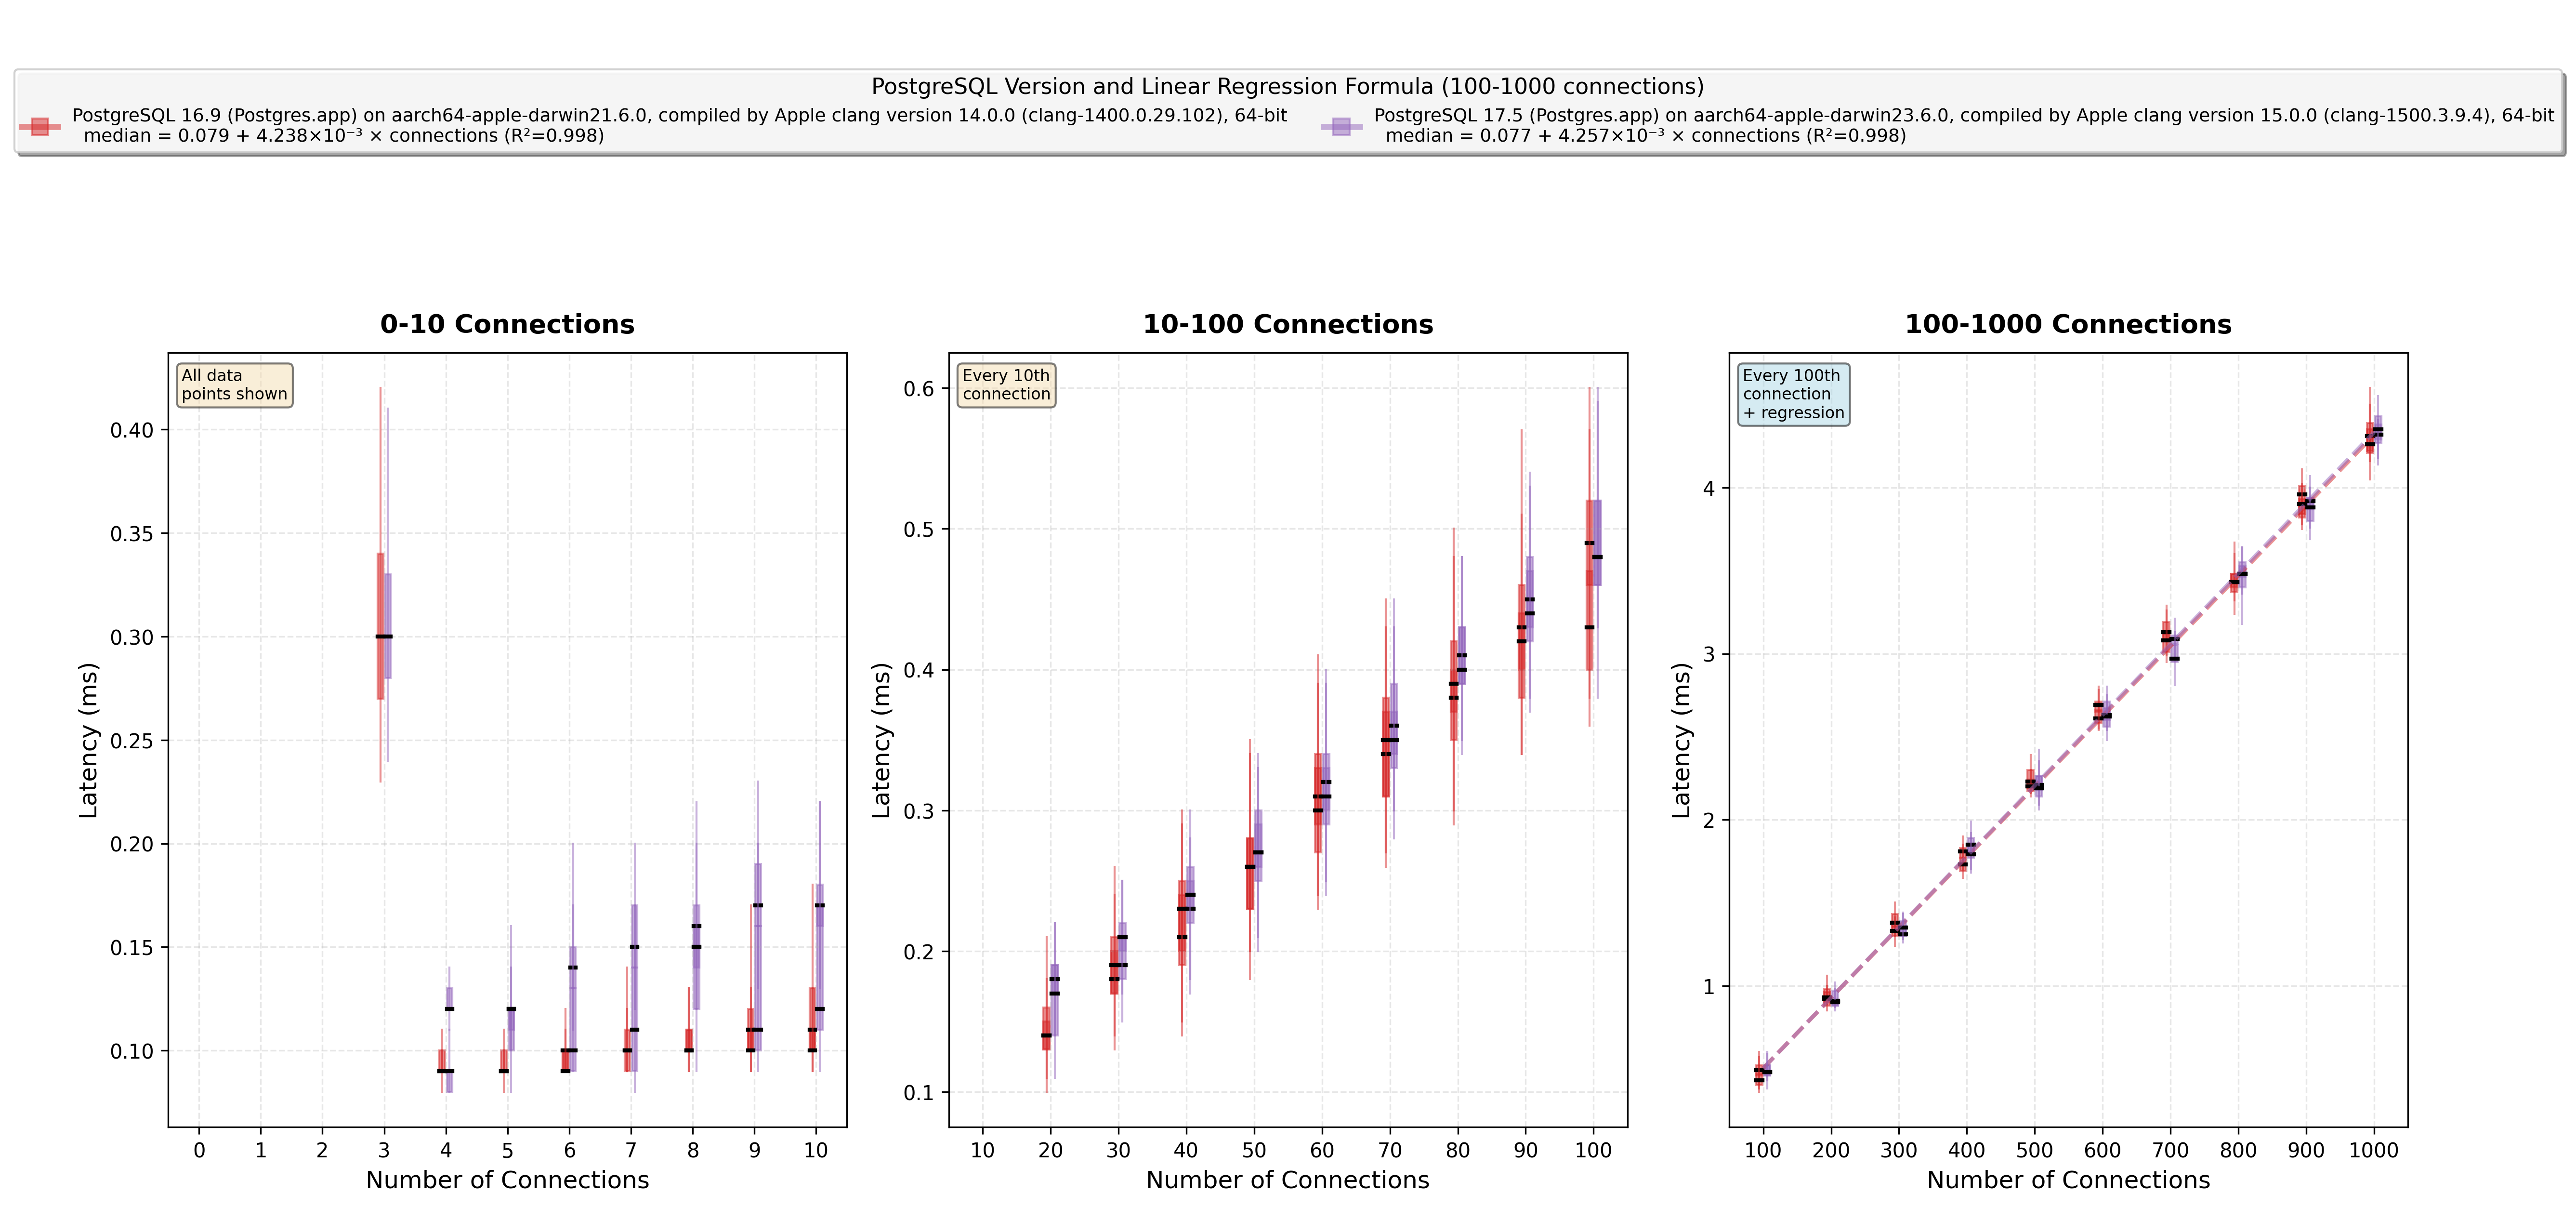 PostgreSQL Version and Linear Regression Formula (100-1000 connections)
PostgreSQL 16.9 (Postgres.app) on aarch64-apple-darwin21.6.0, compiled by Apple clang version 14.0.0 (clang-1400.0.29.102), 64-bit
median = 0.079 + 4.238×10⁻³ × connections (R²=0.998)
PostgreSQL 17.5 (Postgres.app) on aarch64-apple-darwin23.6.0, compiled by Apple clang version 15.0.0 (clang-1500.3.9.4), 64-bit
median = 0.077 + 4.257×10⁻³ × connections (R²=0.998)
0-10 Connections
All data
points shown
Latency (ms)
0.40
0.35
0.30
0.25
0.20
0.15
0.10
0 1 2 3 4 5 6 7 8 9 10
Number of Connections
10-100 Connections
Every 10th
connection
Latency (ms)
0.6
0.5
0.4
0.3
0.2
0.1
10 20 30 40 50 60 70 80 90 100
Number of Connections
100-1000 Connections
Every 100th
connection
+ regression
Latency (ms)
4
3
2
1
100 200 300 400 500 600 700 800 900 1000
Number of Connections